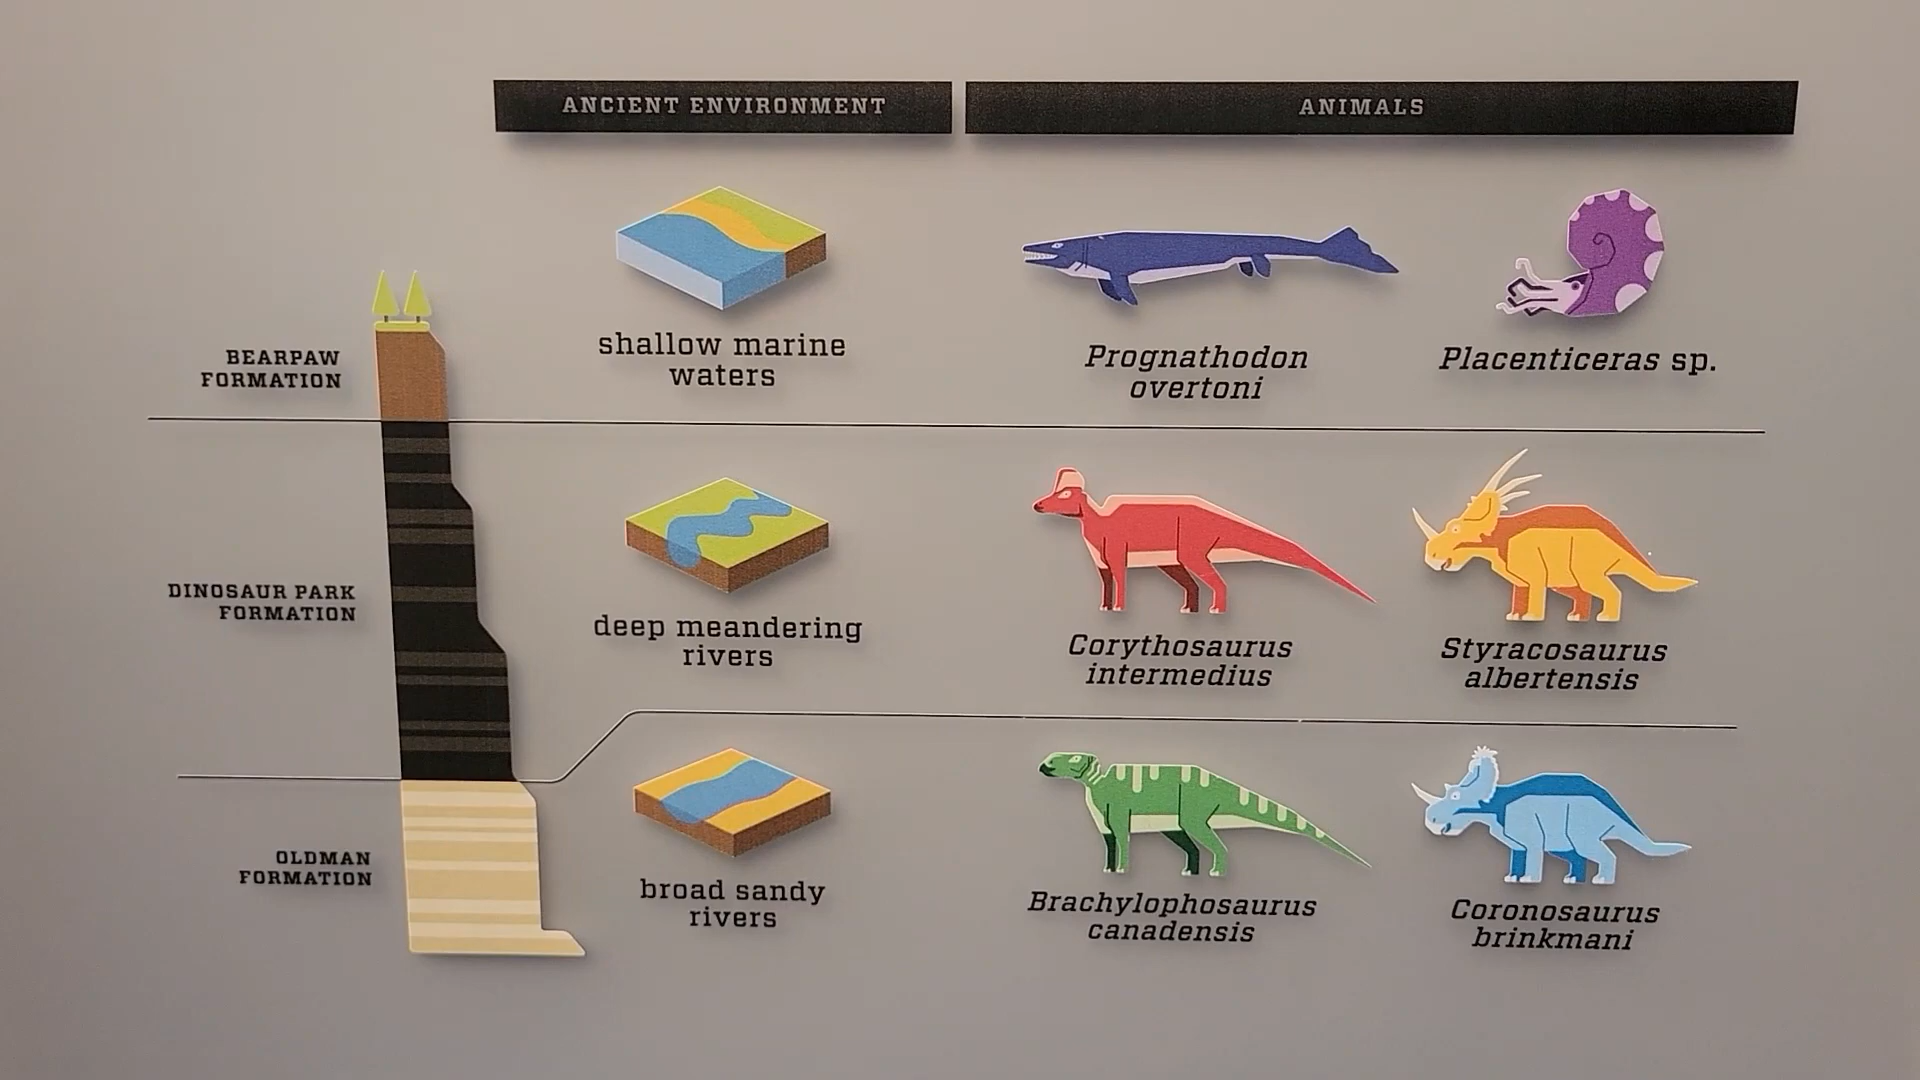 ANCIENT ENVIRONMENT
ANIMALS
BEARPAW
FORMATION
shallow marine
waters
Prognathodon
overtoni
Placenticeras sp.
DINOSAUR PARK
FORMATION
deep meandering
rivers
Corythosaurus
intermedius
Styracosaurus
albertensis
OLDMAN
FORMATION
broad sandy
rivers
Brachylophosaurus
canadensis
Coronosaurus
brinkmani